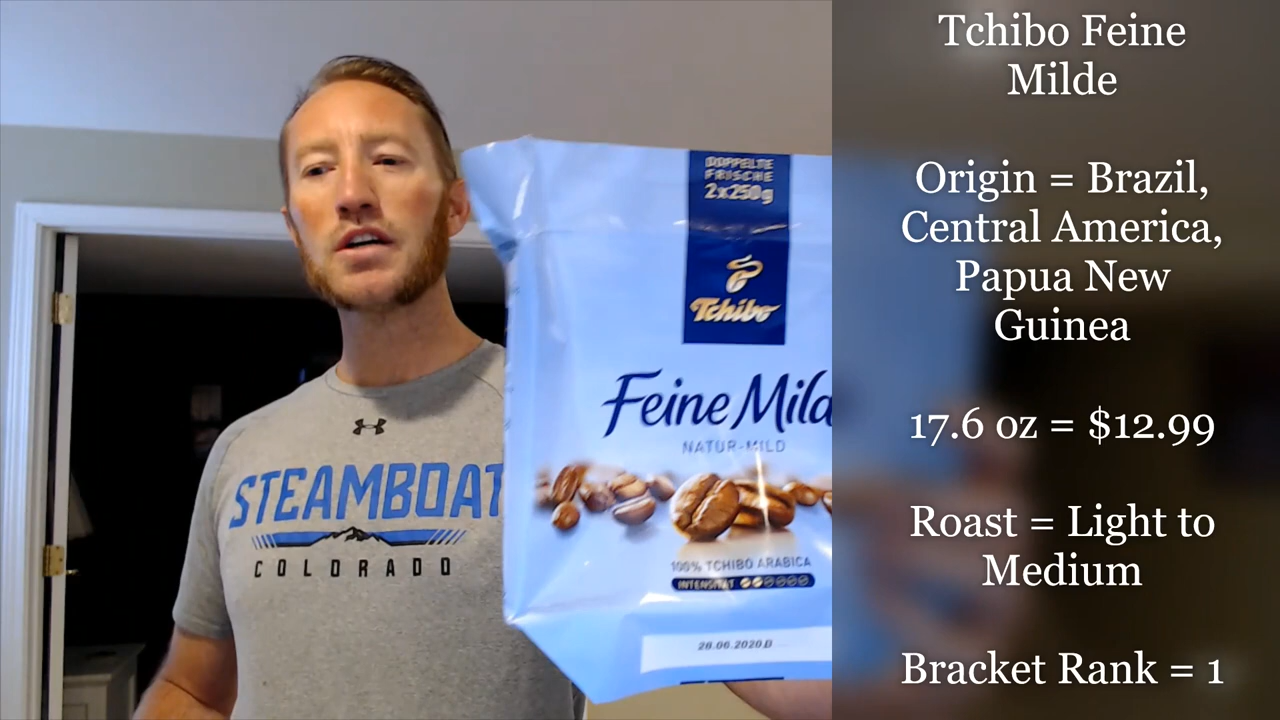 STEAMBOAT
COLORADO
DOPPELTE
FRISCHE
2x250g
Tchibo
Feine Mild
NATUR-MILD
100% TCHIBO ARABICA
INTENSITÄT
28.06.2020 D
Tchibo Feine
Milde
Origin = Brazil,
Central America,
Papua New
Guinea
17.6 oz = $12.99
Roast = Light to
Medium
Bracket Rank = 1